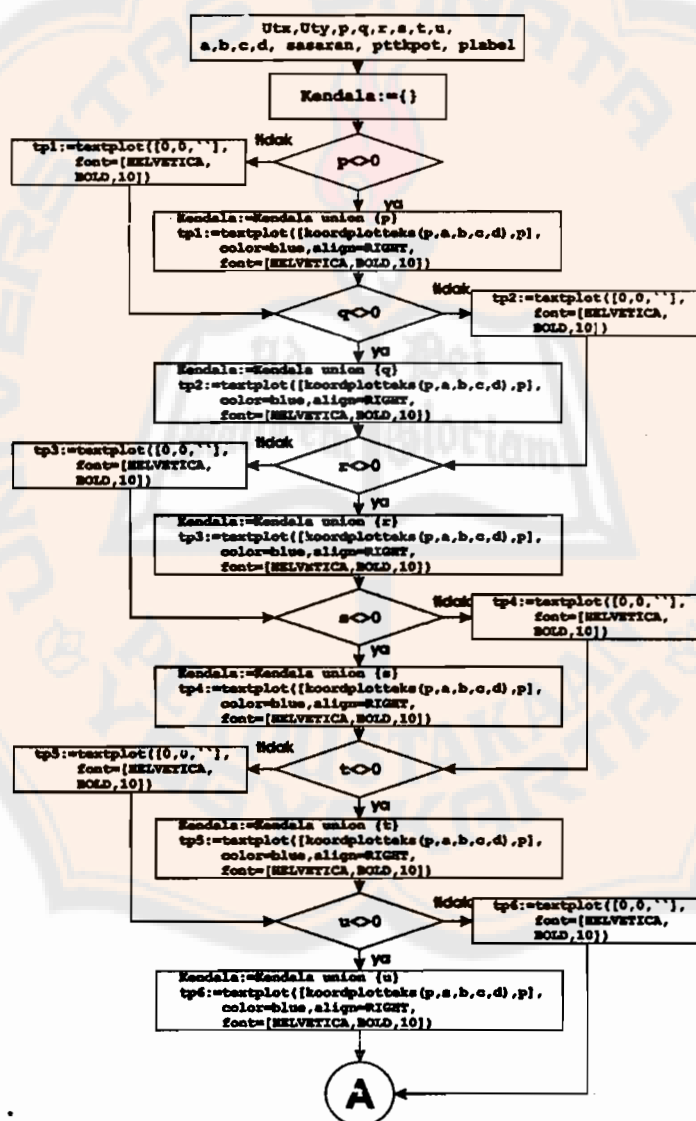 Utx,Uty,p,q,r,s,t,u,
a,b,c,d, sasaran, pttkpot, plabel
Kendala:={}
tidak
tp1:=textplot([0,0,``],
font=[HELVETICA,
BOLD,10])
p<>0
ya
Kendala:=Kendala union {p}
tp1:=textplot([koordplotteks(p,a,b,c,d),p],
color=blue,align=RIGHT,
font=[HELVETICA,BOLD,10])
q<>0
tidak
tp2:=textplot([0,0,``],
font=[HELVETICA,
BOLD,10])
ya
Kendala:=Kendala union {q}
tp2:=textplot([koordplotteks(p,a,b,c,d),p],
color=blue,align=RIGHT,
font=[HELVETICA,BOLD,10])
tidak
tp3:=textplot([0,0,``],
font=[HELVETICA,
BOLD,10])
r<>0
ya
Kendala:=Kendala union {r}
tp3:=textplot([koordplotteks(p,a,b,c,d),p],
color=blue,align=RIGHT,
font=[HELVETICA,BOLD,10])
s<>0
tidak
tp4:=textplot([0,0,``],
font=[HELVETICA,
BOLD,10])
ya
Kendala:=Kendala union {s}
tp4:=textplot([koordplotteks(p,a,b,c,d),p],
color=blue,align=RIGHT,
font=[HELVETICA,BOLD,10])
tidak
tp5:=textplot([0,0,``],
font=[HELVETICA,
BOLD,10])
t<>0
ya
Kendala:=Kendala union {t}
tp5:=textplot([koordplotteks(p,a,b,c,d),p],
color=blue,align=RIGHT,
font=[HELVETICA,BOLD,10])
u<>0
tidak
tp6:=textplot([0,0,``],
font=[HELVETICA,
BOLD,10])
ya
Kendala:=Kendala union {u}
tp6:=textplot([koordplotteks(p,a,b,c,d),p],
color=blue,align=RIGHT,
font=[HELVETICA,BOLD,10])
A